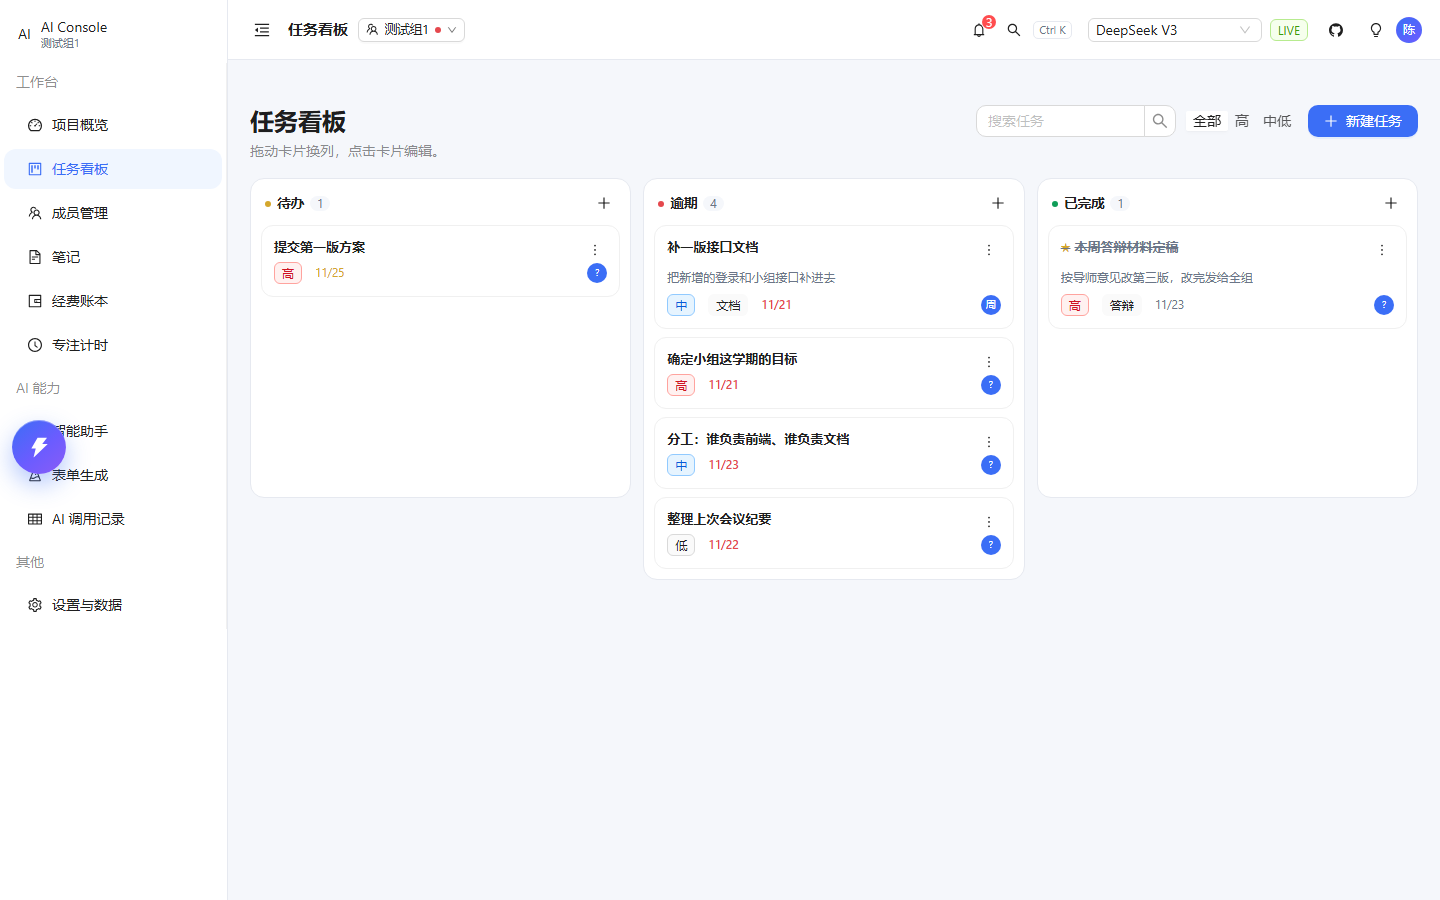 AI
AI Console
测试组1
工作台
项目概览
任务看板
成员管理
笔记
经费账本
专注计时
AI 能力
智能助手
表单生成
AI 调用记录
其他
设置与数据
任务看板
测试组1
3
Ctrl K
DeepSeek V3
LIVE
陈
任务看板
拖动卡片换列，点击卡片编辑。
搜索任务
全部
高
中低
新建任务
待办 1
提交第一版方案
高 11/25 ?
逾期 4
补一版接口文档
把新增的登录和小组接口补进去
中 文档 11/21 周
确定小组这学期的目标
高 11/21 ?
分工：谁负责前端、谁负责文档
中 11/23 ?
整理上次会议纪要
低 11/22 ?
已完成 1
★ 本周答辩材料定稿
按导师意见改第三版，改完发给全组
高 答辩 11/23 ?